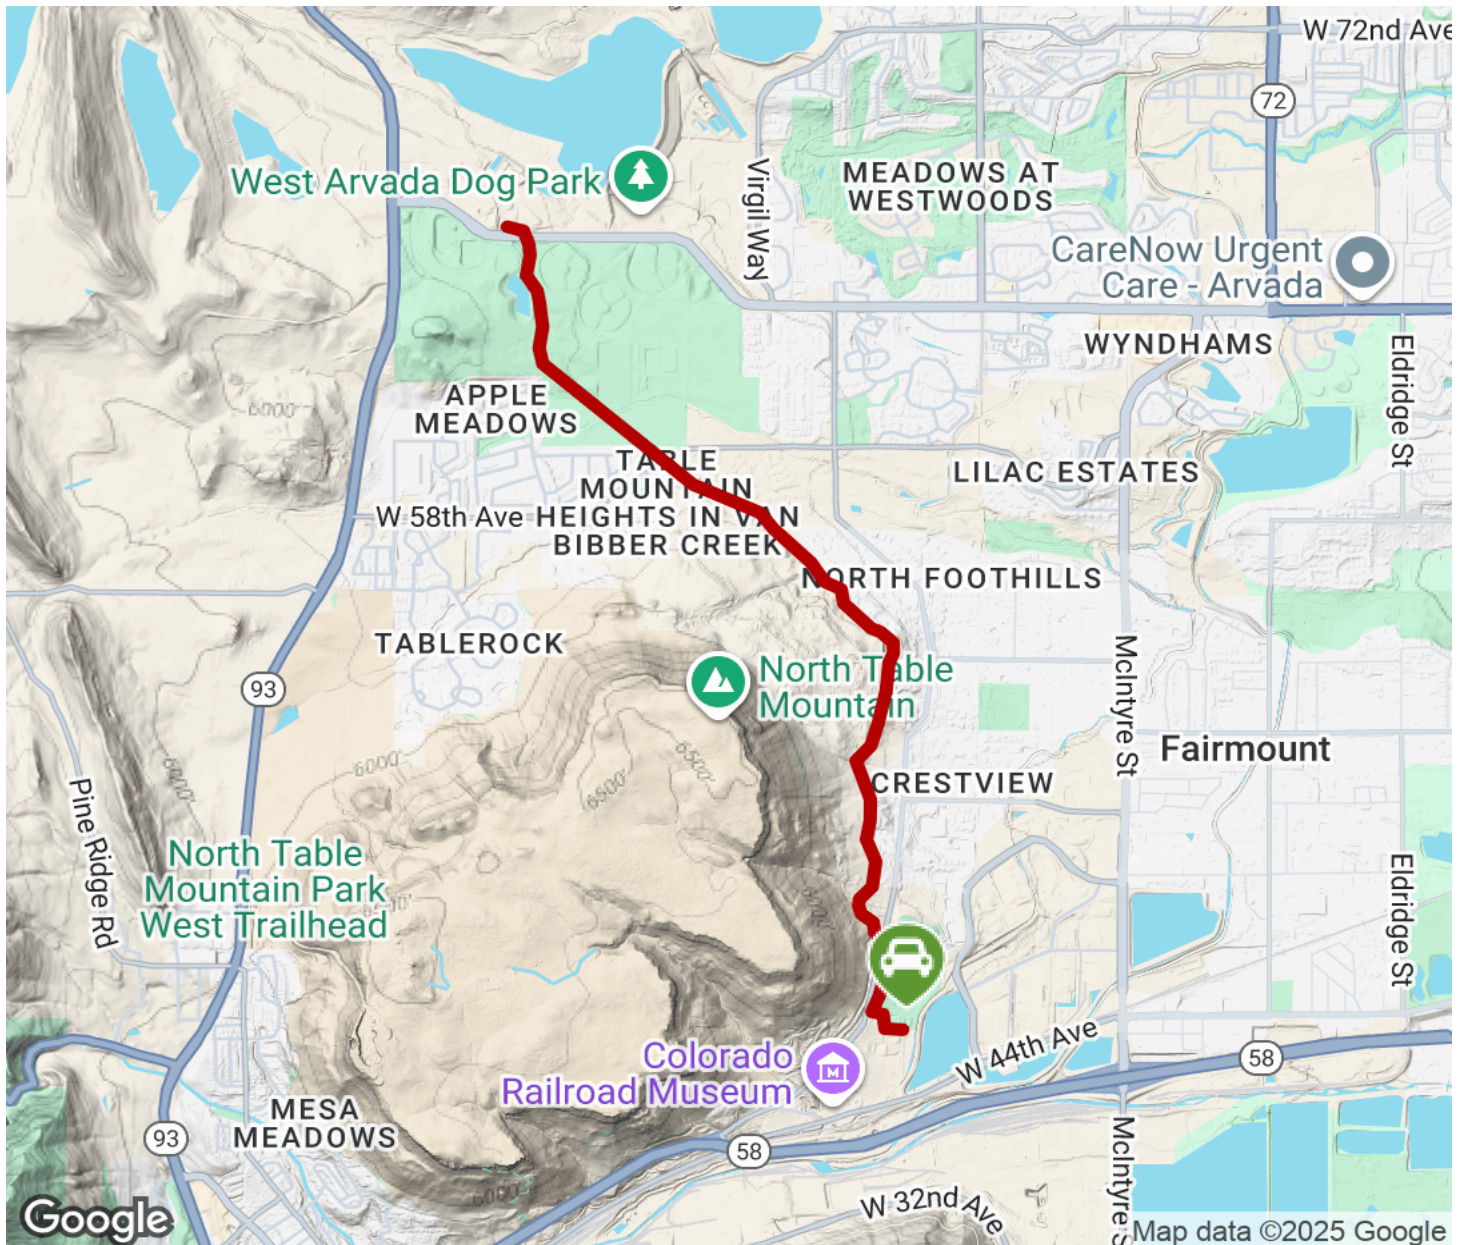 W 72nd Ave
72
West Arvada Dog Park
Virgil Way
MEADOWS AT
WESTWOODS
CareNow Urgent
Care - Arvada
WYNDHAMS
Eldridge St
6000'
APPLE
MEADOWS
TABLE
MOUNTAIN
HEIGHTS IN VAN
BIBBER CREEK
W 58th Ave
LILAC ESTATES
NORTH FOOTHILLS
TABLEROCK
93
North Table
Mountain
McIntyre St
Fairmount
6000'
6000'
6500'
6500'
CRESTVIEW
Pine Ridge Rd
North Table
Mountain Park
West Trailhead
Eldridge St
Colorado
Railroad Museum
W 44th Ave
58
MESA
MEADOWS
93
58
6000'
McIntyre S
W 32nd Ave
Google
Map data ©2025 Google